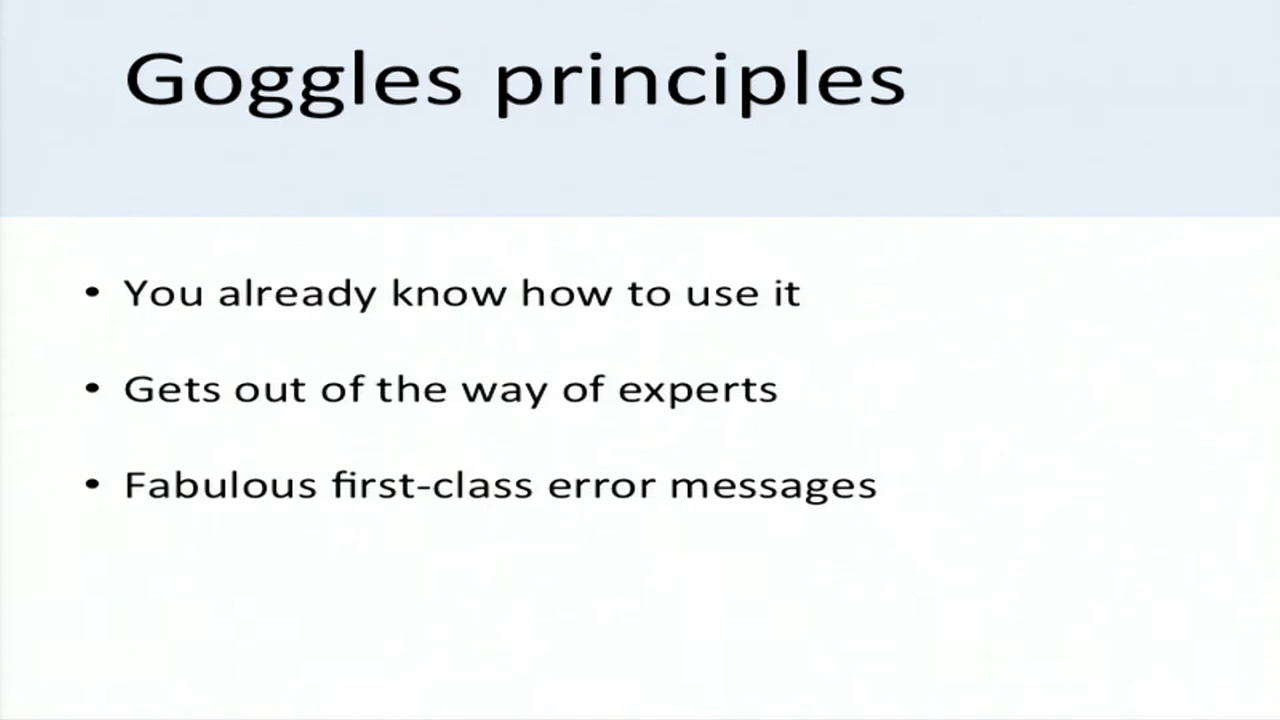 Goggles principles
• You already know how to use it
• Gets out of the way of experts
• Fabulous first-class error messages